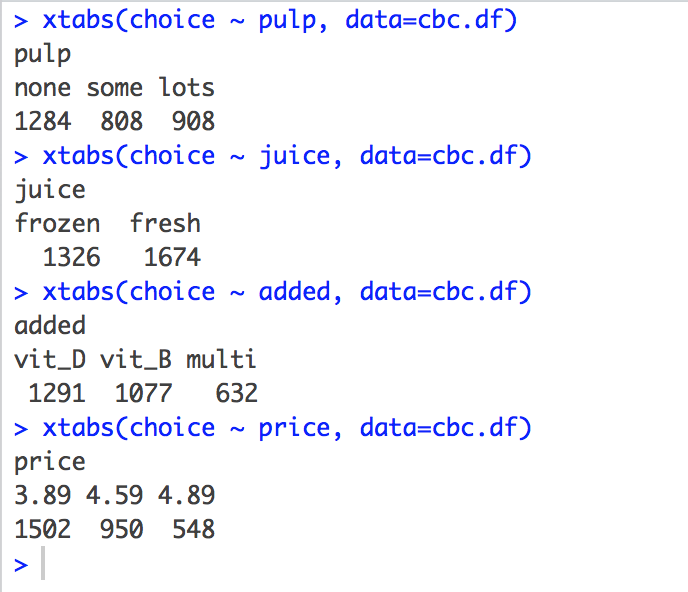 > xtabs(choice ~ pulp, data=cbc.df)
pulp
none some lots
1284  808  908
> xtabs(choice ~ juice, data=cbc.df)
juice
frozen  fresh
  1326   1674
> xtabs(choice ~ added, data=cbc.df)
added
vit_D vit_B multi
 1291  1077   632
> xtabs(choice ~ price, data=cbc.df)
price
3.89 4.59 4.89
1502  950  548
>